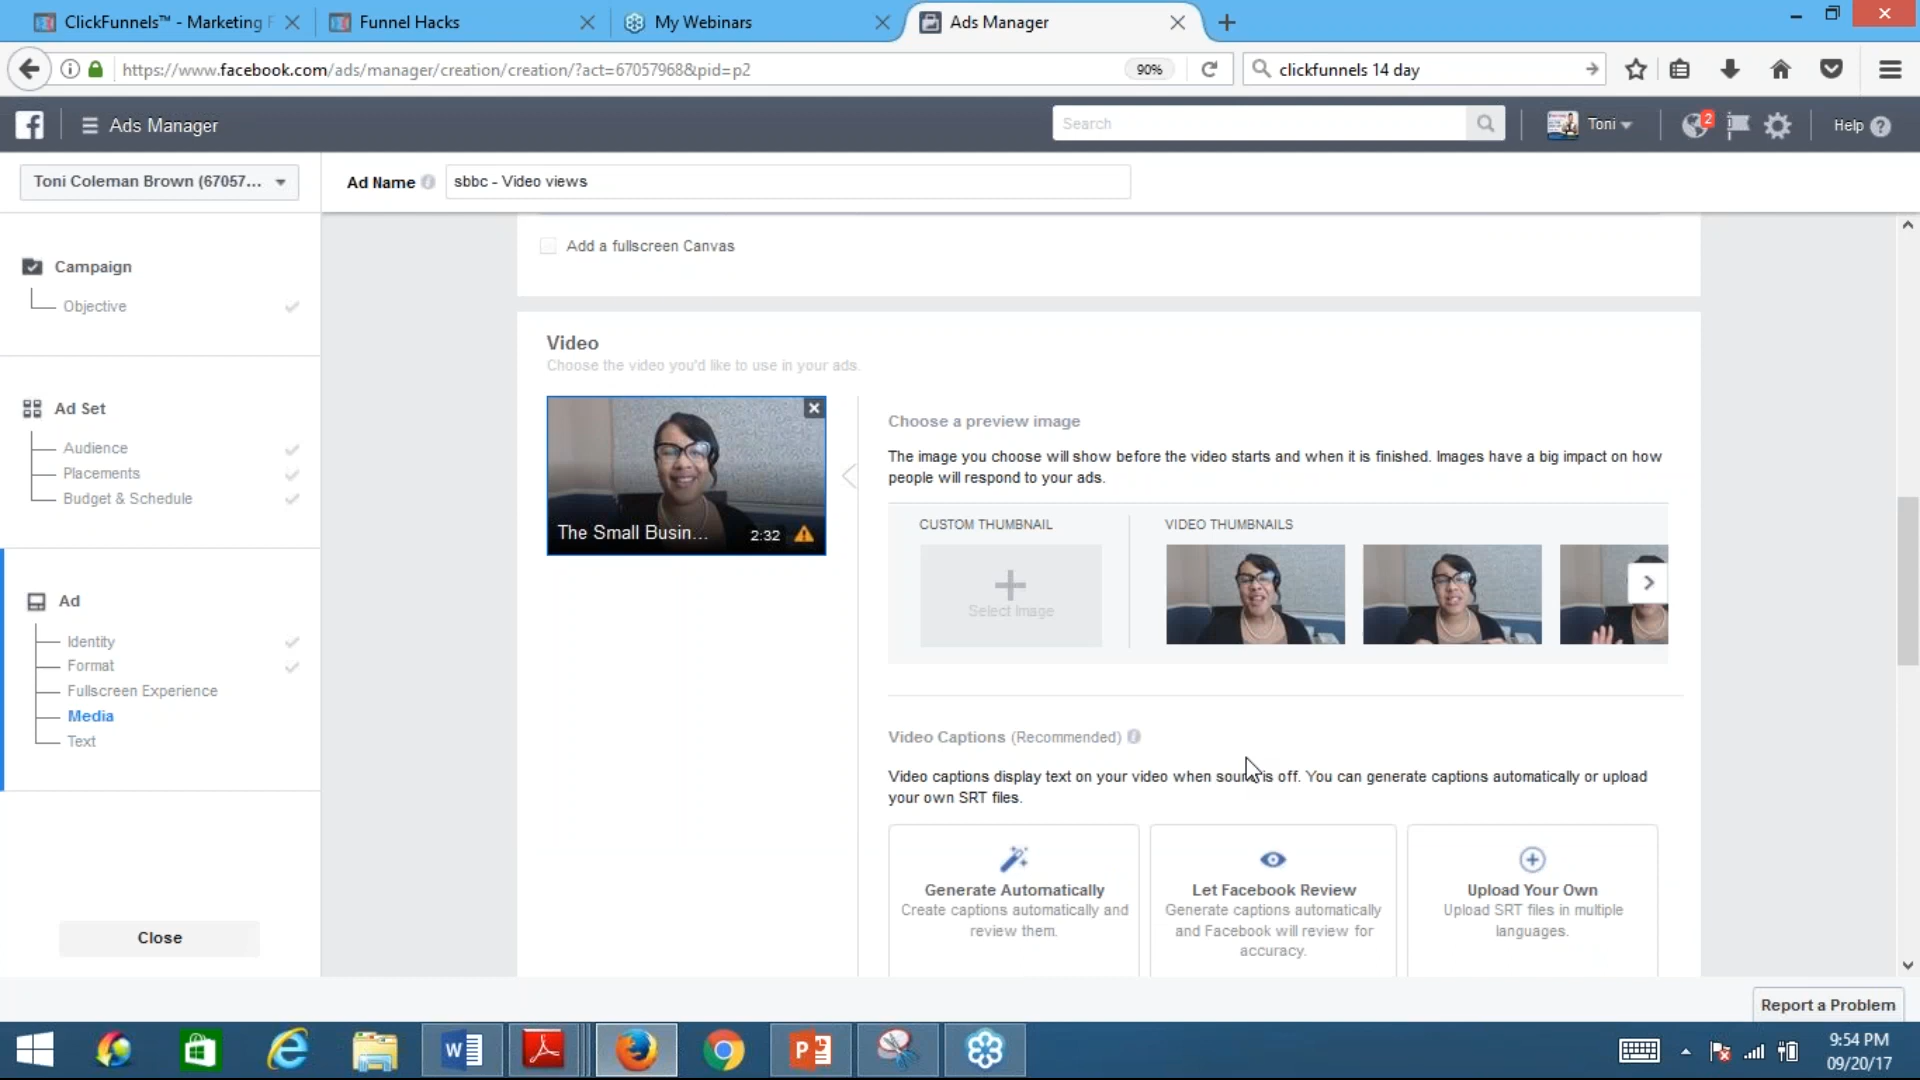 ClickFunnels™ - Marketing F
Funnel Hacks
My Webinars
Ads Manager
https://www.facebook.com/ads/manager/creation/creation/?act=67057968&pid=p2
90%
clickfunnels 14 day
Ads Manager
Search
Toni
2
Help
Toni Coleman Brown (67057...
Ad Name
sbbc - Video views
Campaign
Objective
Ad Set
Audience
Placements
Budget & Schedule
Ad
Identity
Format
Fullscreen Experience
Media
Text
Close
Add a fullscreen Canvas
Video
Choose the video you'd like to use in your ads.
The Small Busin...
2:32
Choose a preview image
The image you choose will show before the video starts and when it is finished. Images have a big impact on how
people will respond to your ads.
CUSTOM THUMBNAIL
VIDEO THUMBNAILS
Select Image
Video Captions (Recommended)
Video captions display text on your video when sound is off. You can generate captions automatically or upload
your own SRT files.
Generate Automatically
Create captions automatically and
review them.
Let Facebook Review
Generate captions automatically
and Facebook will review for
accuracy.
Upload Your Own
Upload SRT files in multiple
languages.
Report a Problem
9:54 PM
09/20/17